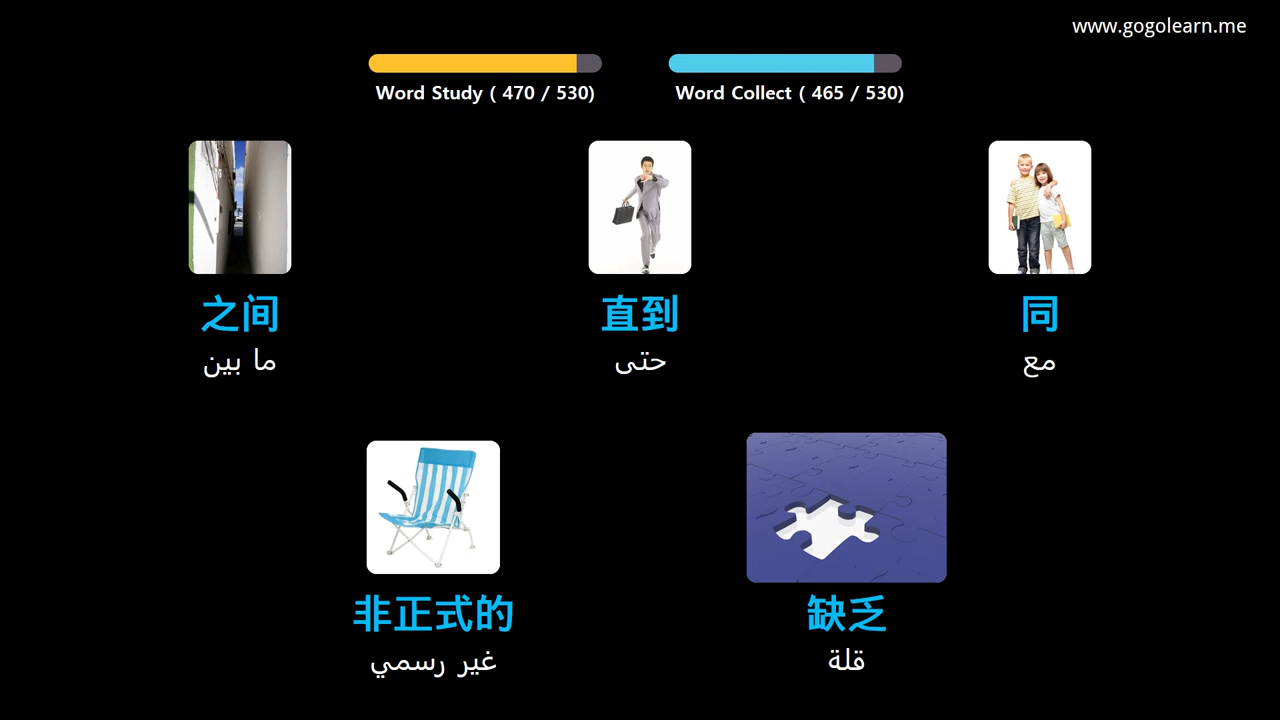 www.gogolearn.me
Word Study ( 470 / 530)
Word Collect ( 465 / 530)
之间
ما بين
直到
حتى
同
مع
非正式的
غير رسمي
缺乏
قلة